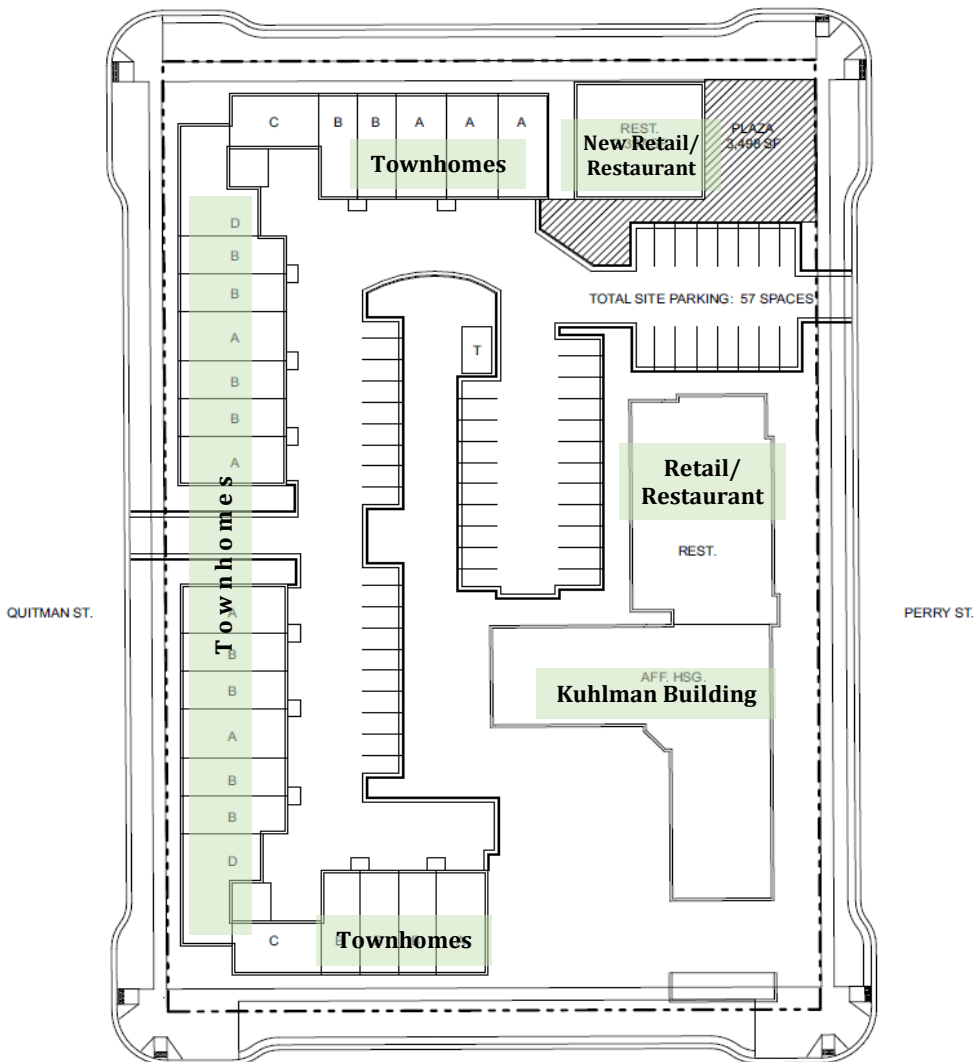 C B B A A A
REST.
PLAZA
3,498 SF
Townhomes
New Retail/
Restaurant
D
B
B
A
B
B
A
TOTAL SITE PARKING: 57 SPACES
T
Townhomes
Retail/
Restaurant
REST.
QUITMAN ST.
PERRY ST.
A
B
B
A
B
B
D
AFF. HSG.
Kuhlman Building
C
Townhomes